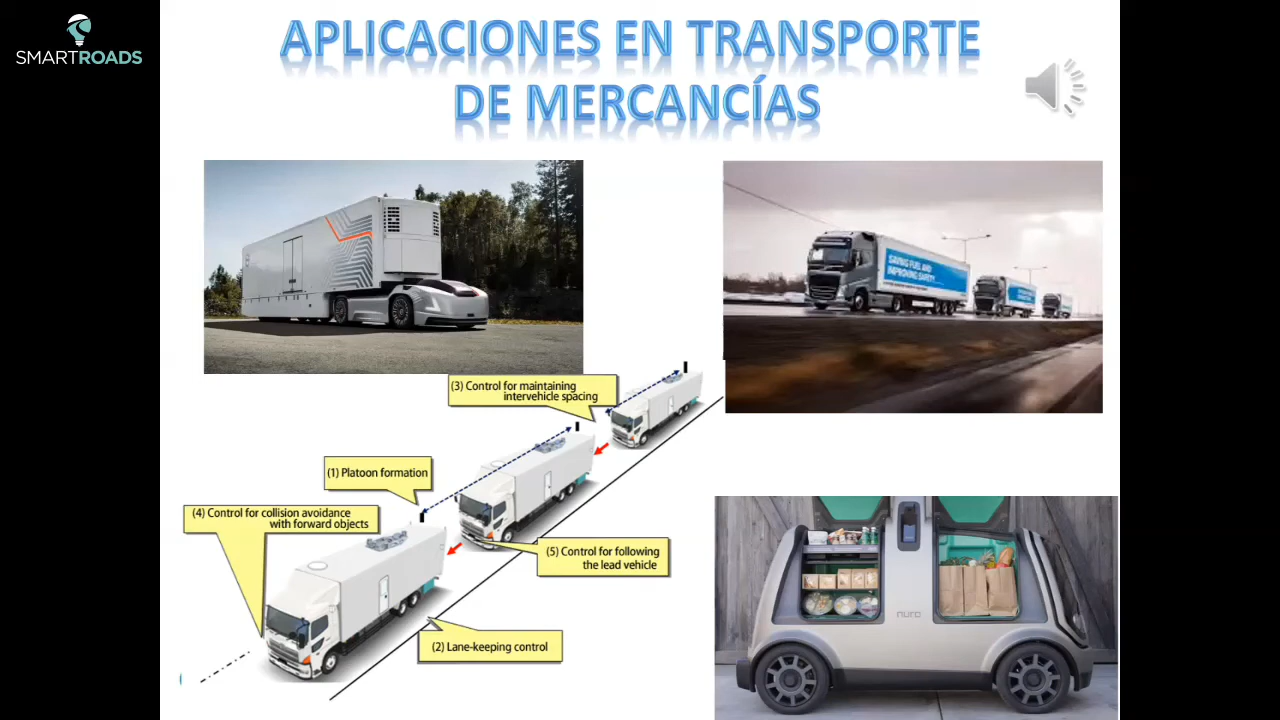 SMARTROADS
APLICACIONES EN TRANSPORTE
DE MERCANCÍAS
SAVING FUEL AND
IMPROVING SAFETY
(3) Control for maintaining
intervehicle spacing
(1) Platoon formation
(4) Control for collision avoidance
with forward objects
(5) Control for following
the lead vehicle
(2) Lane-keeping control
nuro